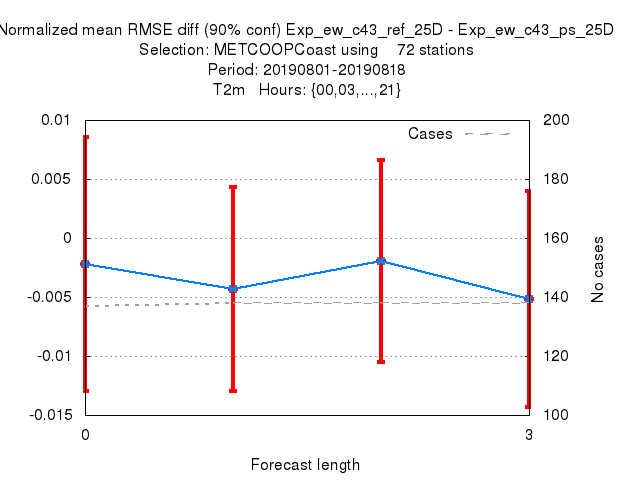 Normalized mean RMSE diff (90% conf) Exp_ew_c43_ref_25D - Exp_ew_c43_ps_25D
Selection: METCOOPCoast using 72 stations
Period: 20190801-20190818
T2m Hours: {00,03,...,21}
0.01
0.005
0
-0.005
-0.01
-0.015
Cases
200
180
160
140
120
100
No cases
0
3
Forecast length